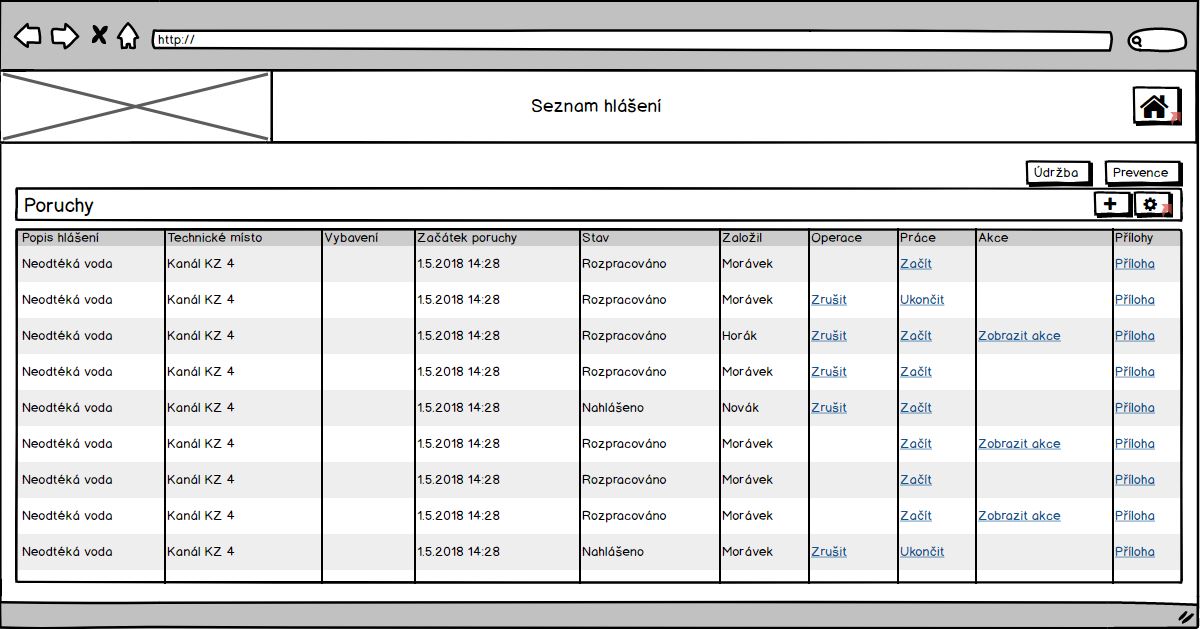 http://
Seznam hlášení
Údržba Prevence
Poruchy
Popis hlášení Technické místo Vybavení Začátek poruchy Stav Založil Operace Práce Akce Přílohy
Neodtéká voda Kanál KZ 4 1.5.2018 14:28 Rozpracováno Morávek Začít Příloha
Neodtéká voda Kanál KZ 4 1.5.2018 14:28 Rozpracováno Morávek Zrušit Ukončit Příloha
Neodtéká voda Kanál KZ 4 1.5.2018 14:28 Rozpracováno Horák Zrušit Začít Zobrazit akce Příloha
Neodtéká voda Kanál KZ 4 1.5.2018 14:28 Rozpracováno Morávek Zrušit Začít Příloha
Neodtéká voda Kanál KZ 4 1.5.2018 14:28 Nahlášeno Novák Zrušit Začít Příloha
Neodtéká voda Kanál KZ 4 1.5.2018 14:28 Rozpracováno Morávek Začít Zobrazit akce Příloha
Neodtéká voda Kanál KZ 4 1.5.2018 14:28 Rozpracováno Morávek Začít Příloha
Neodtéká voda Kanál KZ 4 1.5.2018 14:28 Rozpracováno Morávek Začít Zobrazit akce Příloha
Neodtéká voda Kanál KZ 4 1.5.2018 14:28 Nahlášeno Morávek Zrušit Ukončit Příloha